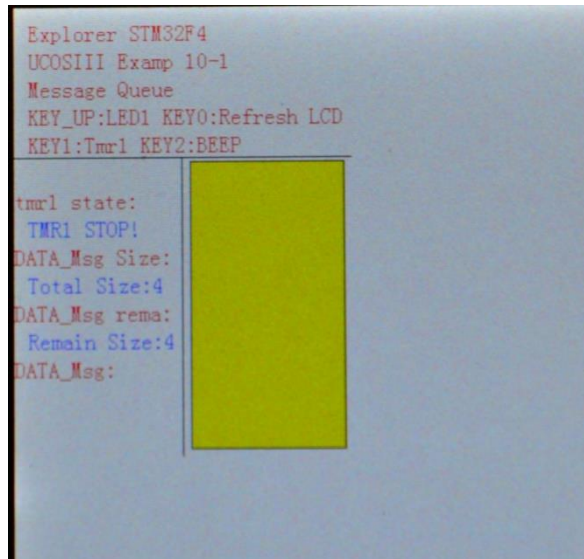 Explorer STM32F4
UCOSIII Examp 10-1
Message Queue
KEY_UP:LED1 KEY0:Refresh LCD
KEY1:Tmr1 KEY2:BEEP
tmr1 state:
TMR1 STOP!
DATA_Msg Size:
Total Size:4
DATA_Msg rema:
Remain Size:4
DATA_Msg: